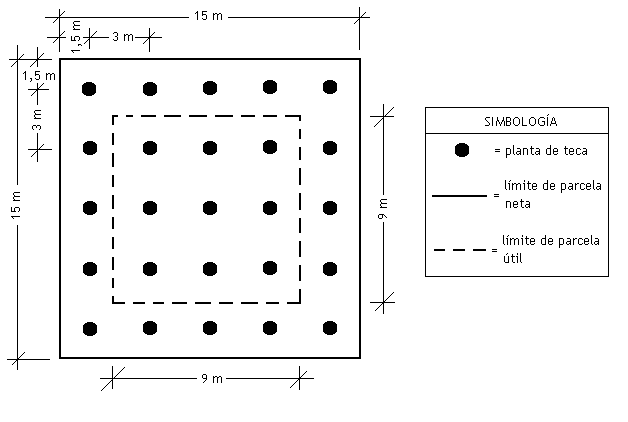 15 m
1,5 m
3 m
1,5 m
3 m
15 m
9 m
9 m
SIMBOLOGÍA
= planta de teca
= límite de parcela
neta
= límite de parcela
útil